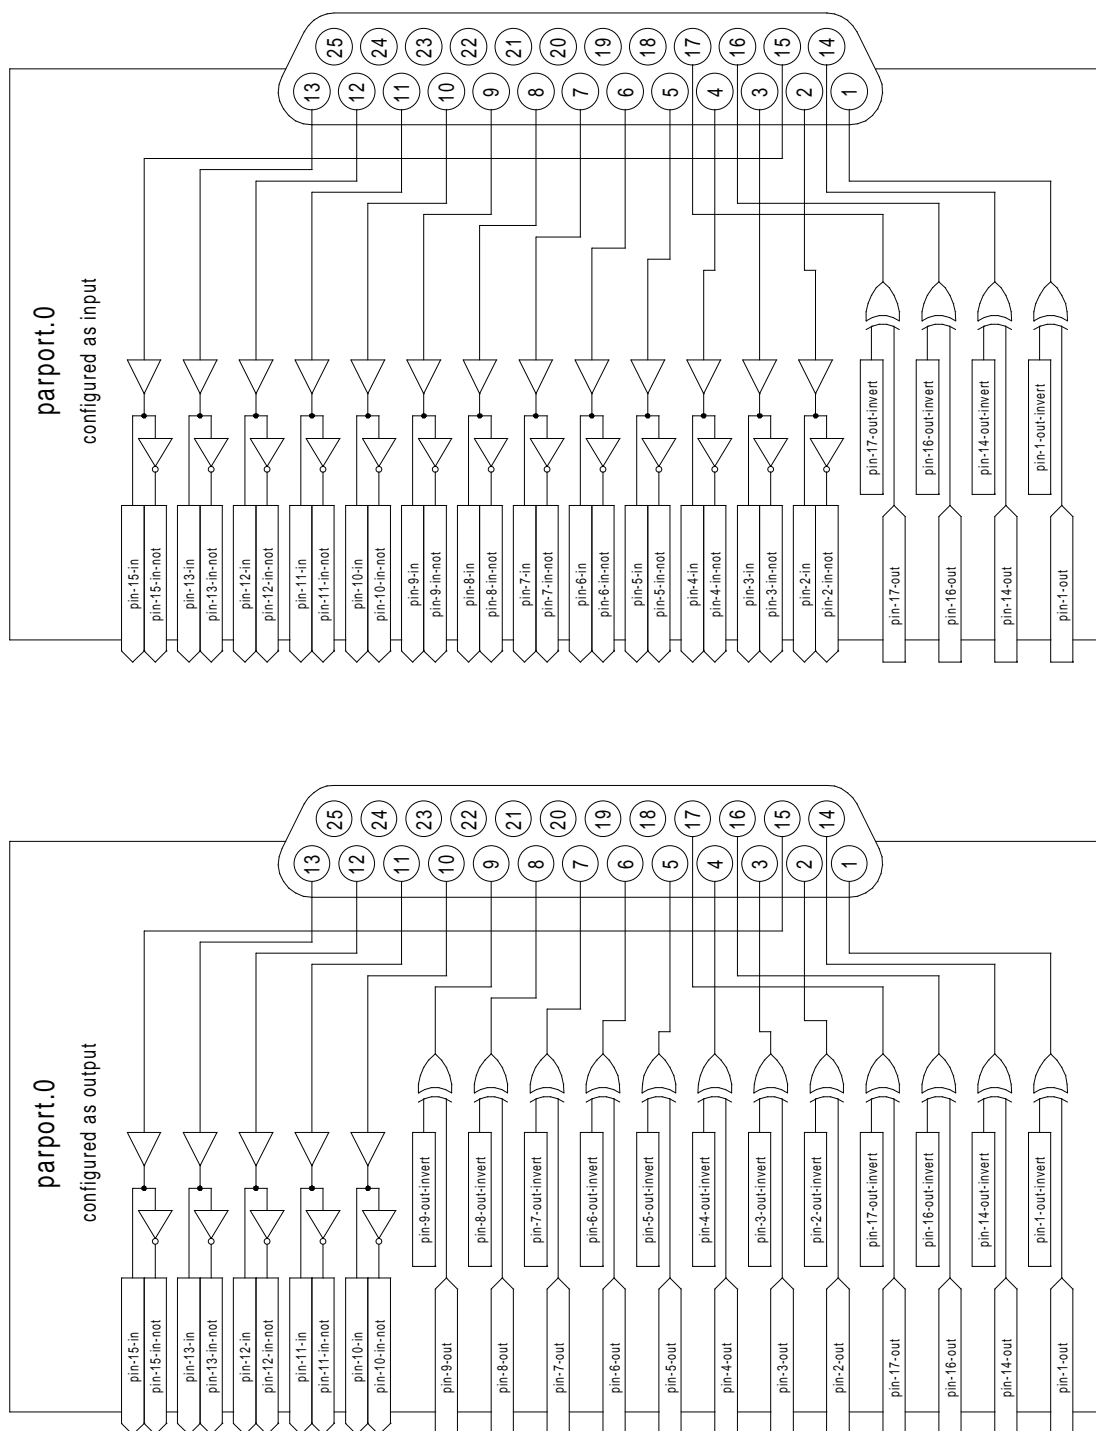 25
24
23
22
21
20
19
18
17
16
15
14
13
12
11
10
9
8
7
6
5
4
3
2
1
parport.0
configured as input
pin-17-out-invert
pin-16-out-invert
pin-14-out-invert
pin-1-out-invert
pin-15-in
pin-15-in-not
pin-13-in
pin-13-in-not
pin-12-in
pin-12-in-not
pin-11-in
pin-11-in-not
pin-10-in
pin-10-in-not
pin-9-in
pin-9-in-not
pin-8-in
pin-8-in-not
pin-7-in
pin-7-in-not
pin-6-in
pin-6-in-not
pin-5-in
pin-5-in-not
pin-4-in
pin-4-in-not
pin-3-in
pin-3-in-not
pin-2-in
pin-2-in-not
pin-17-out
pin-16-out
pin-14-out
pin-1-out
25
24
23
22
21
20
19
18
17
16
15
14
13
12
11
10
9
8
7
6
5
4
3
2
1
parport.0
configured as output
pin-9-out-invert
pin-8-out-invert
pin-7-out-invert
pin-6-out-invert
pin-5-out-invert
pin-4-out-invert
pin-3-out-invert
pin-2-out-invert
pin-17-out-invert
pin-16-out-invert
pin-14-out-invert
pin-1-out-invert
pin-15-in
pin-15-in-not
pin-13-in
pin-13-in-not
pin-12-in
pin-12-in-not
pin-11-in
pin-11-in-not
pin-10-in
pin-10-in-not
pin-9-out
pin-8-out
pin-7-out
pin-6-out
pin-5-out
pin-4-out
pin-3-out
pin-2-out
pin-17-out
pin-16-out
pin-14-out
pin-1-out